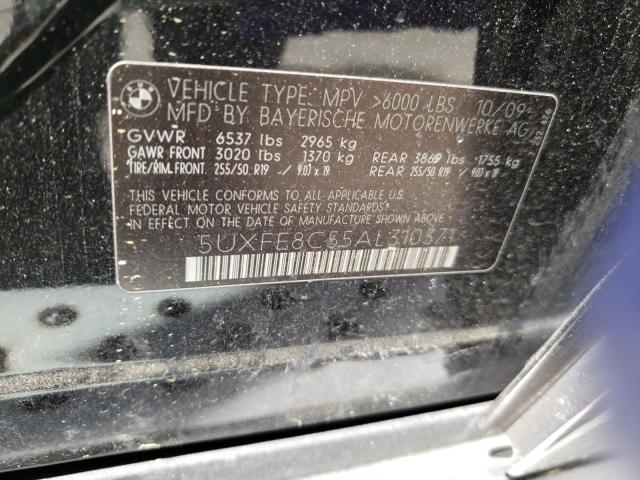 BMW
VEHICLE TYPE: MPV >6000 LBS 10/09
MFD BY BAYERISCHE MOTORENWERKE AG
GVWR 6537 lbs 2965 kg
GAWR FRONT 3020 lbs 1370 kg REAR 3869 lbs 1755 kg
TIRE/RIM. FRONT: 255/50. R19 // 9.0J x 19 REAR 255/50. R19 // 9.0J x 19
THIS VEHICLE CONFORMS TO ALL APPLICABLE U.S.
FEDERAL MOTOR VEHICLE SAFETY STANDARDS*
IN EFFECT ON THE DATE OF MANUFACTURE SHOWN ABOVE.
5UXFE8C55AL310371